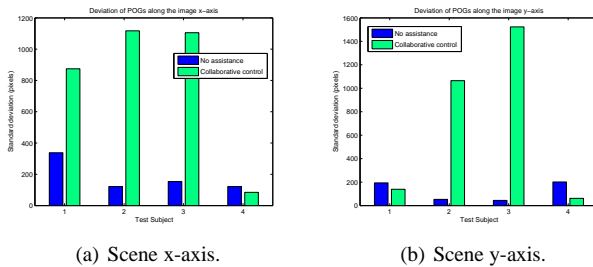 Deviation of POGs along the image x−axis
1200
1000
800
600
400
200
0
Standard deviation (pixels)
No assistance
Collaborative control
1 2 3 4
Test Subject
(a) Scene x-axis.
Deviation of POGs along the image y−axis
1600
1400
1200
1000
800
600
400
200
0
Standard deviation (pixels)
No assistance
Collaborative control
1 2 3 4
Test Subject
(b) Scene y-axis.